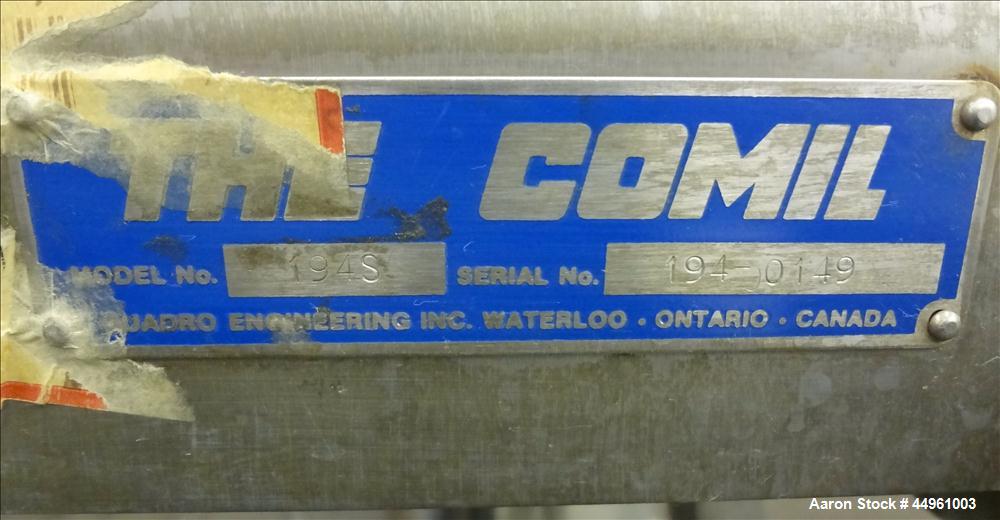 THE COMIL
MODEL No. 194S SERIAL No. 194-0149
QUADRO ENGINEERING INC. WATERLOO • ONTARIO • CANADA
Aaron Stock # 44961003